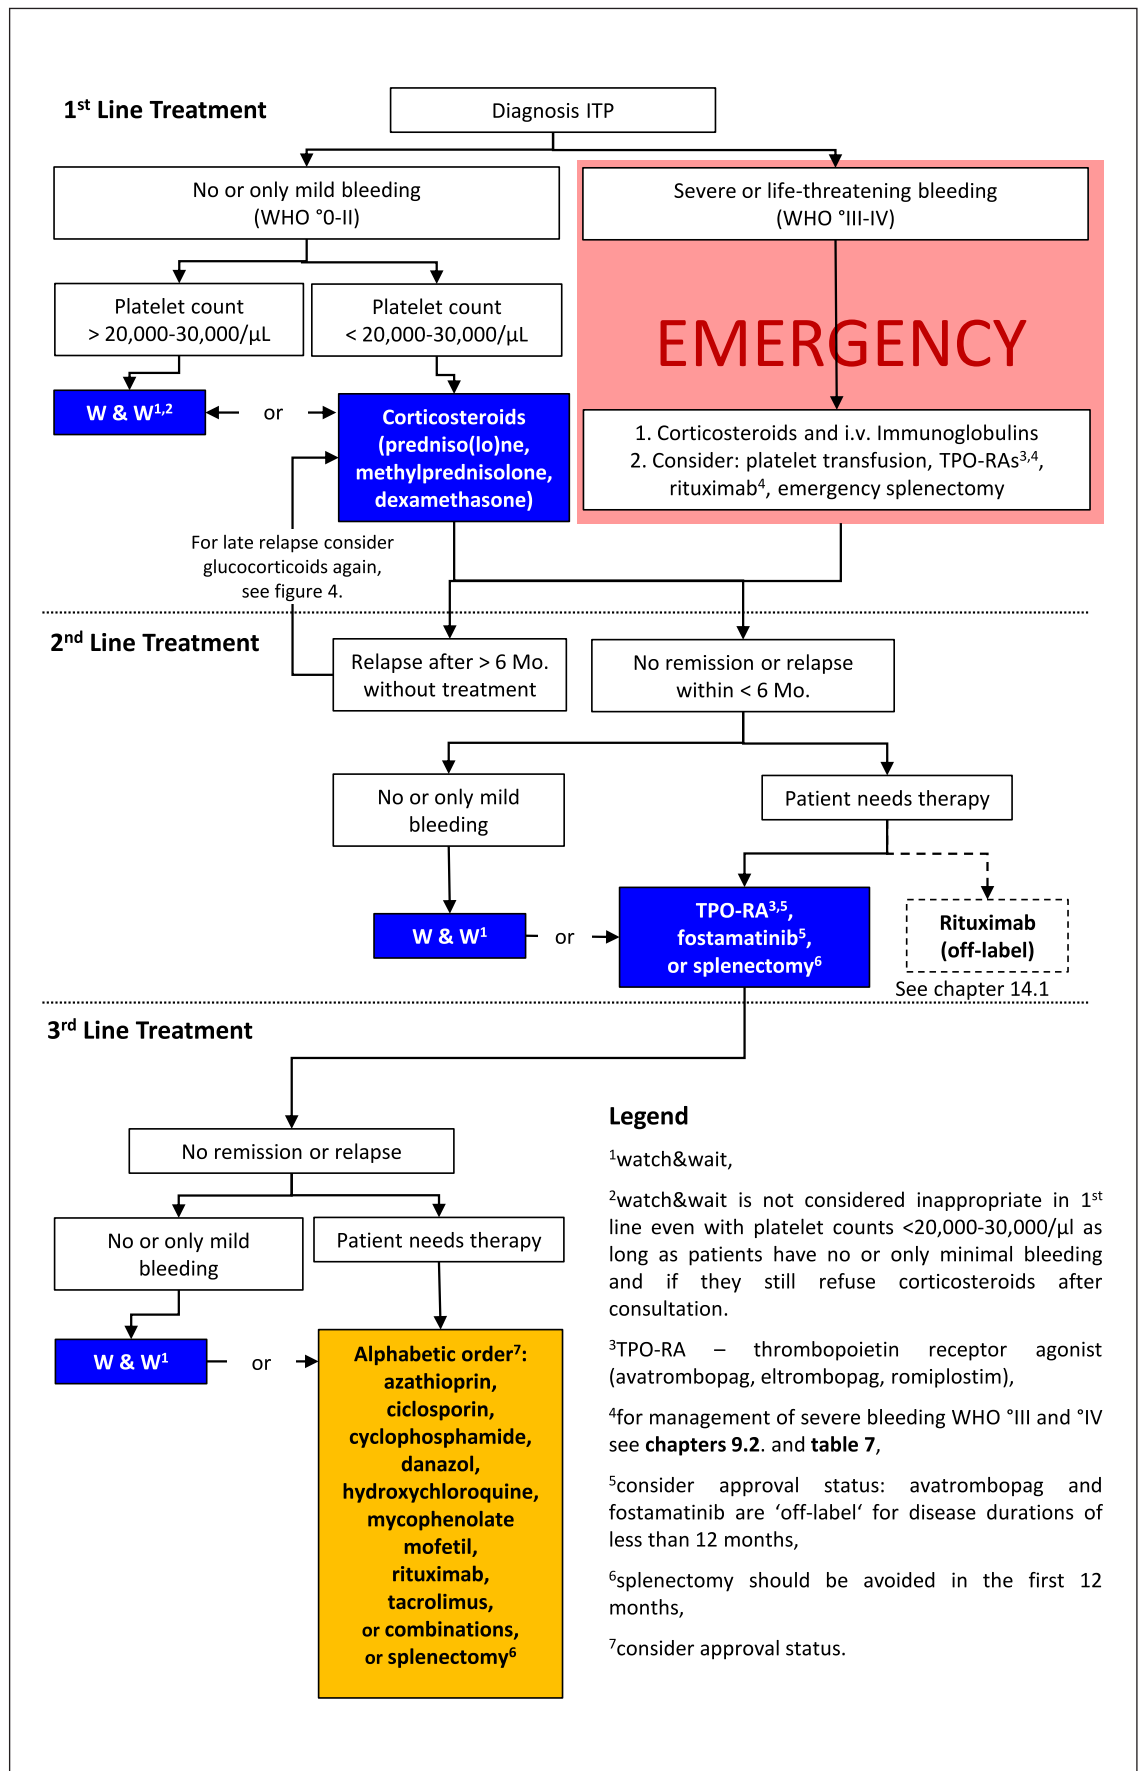 1st Line Treatment
Diagnosis ITP
No or only mild bleeding
(WHO °0-II)
Severe or life-threatening bleeding
(WHO °III-IV)
Platelet count
> 20,000-30,000/µL
Platelet count
< 20,000-30,000/µL
EMERGENCY
W & W1,2
or
Corticosteroids
(predniso(lo)ne,
methylprednisolone,
dexamethasone)
1. Corticosteroids and i.v. Immunoglobulins
2. Consider: platelet transfusion, TPO-RAs3,4,
rituximab4, emergency splenectomy
For late relapse consider
glucocorticoids again,
see figure 4.
2nd Line Treatment
Relapse after > 6 Mo.
without treatment
No remission or relapse
within < 6 Mo.
No or only mild
bleeding
Patient needs therapy
W & W1
or
TPO-RA3,5,
fostamatinib5,
or splenectomy6
Rituximab
(off-label)
See chapter 14.1
3rd Line Treatment
No remission or relapse
No or only mild
bleeding
Patient needs therapy
W & W1
or
Alphabetic order7:
azathioprin,
ciclosporin,
cyclophosphamide,
danazol,
hydroxychloroquine,
mycophenolate
mofetil,
rituximab,
tacrolimus,
or combinations,
or splenectomy6
Legend
1watch&wait,
2watch&wait is not considered inappropriate in 1st
line even with platelet counts <20,000-30,000/µl as
long as patients have no or only minimal bleeding
and if they still refuse corticosteroids after
consultation.
3TPO-RA – thrombopoietin receptor agonist
(avatrombopag, eltrombopag, romiplostim),
4for management of severe bleeding WHO °III and °IV
see chapters 9.2. and table 7,
5consider approval status: avatrombopag and
fostamatinib are ‘off-label‘ for disease durations of
less than 12 months,
6splenectomy should be avoided in the first 12
months,
7consider approval status.